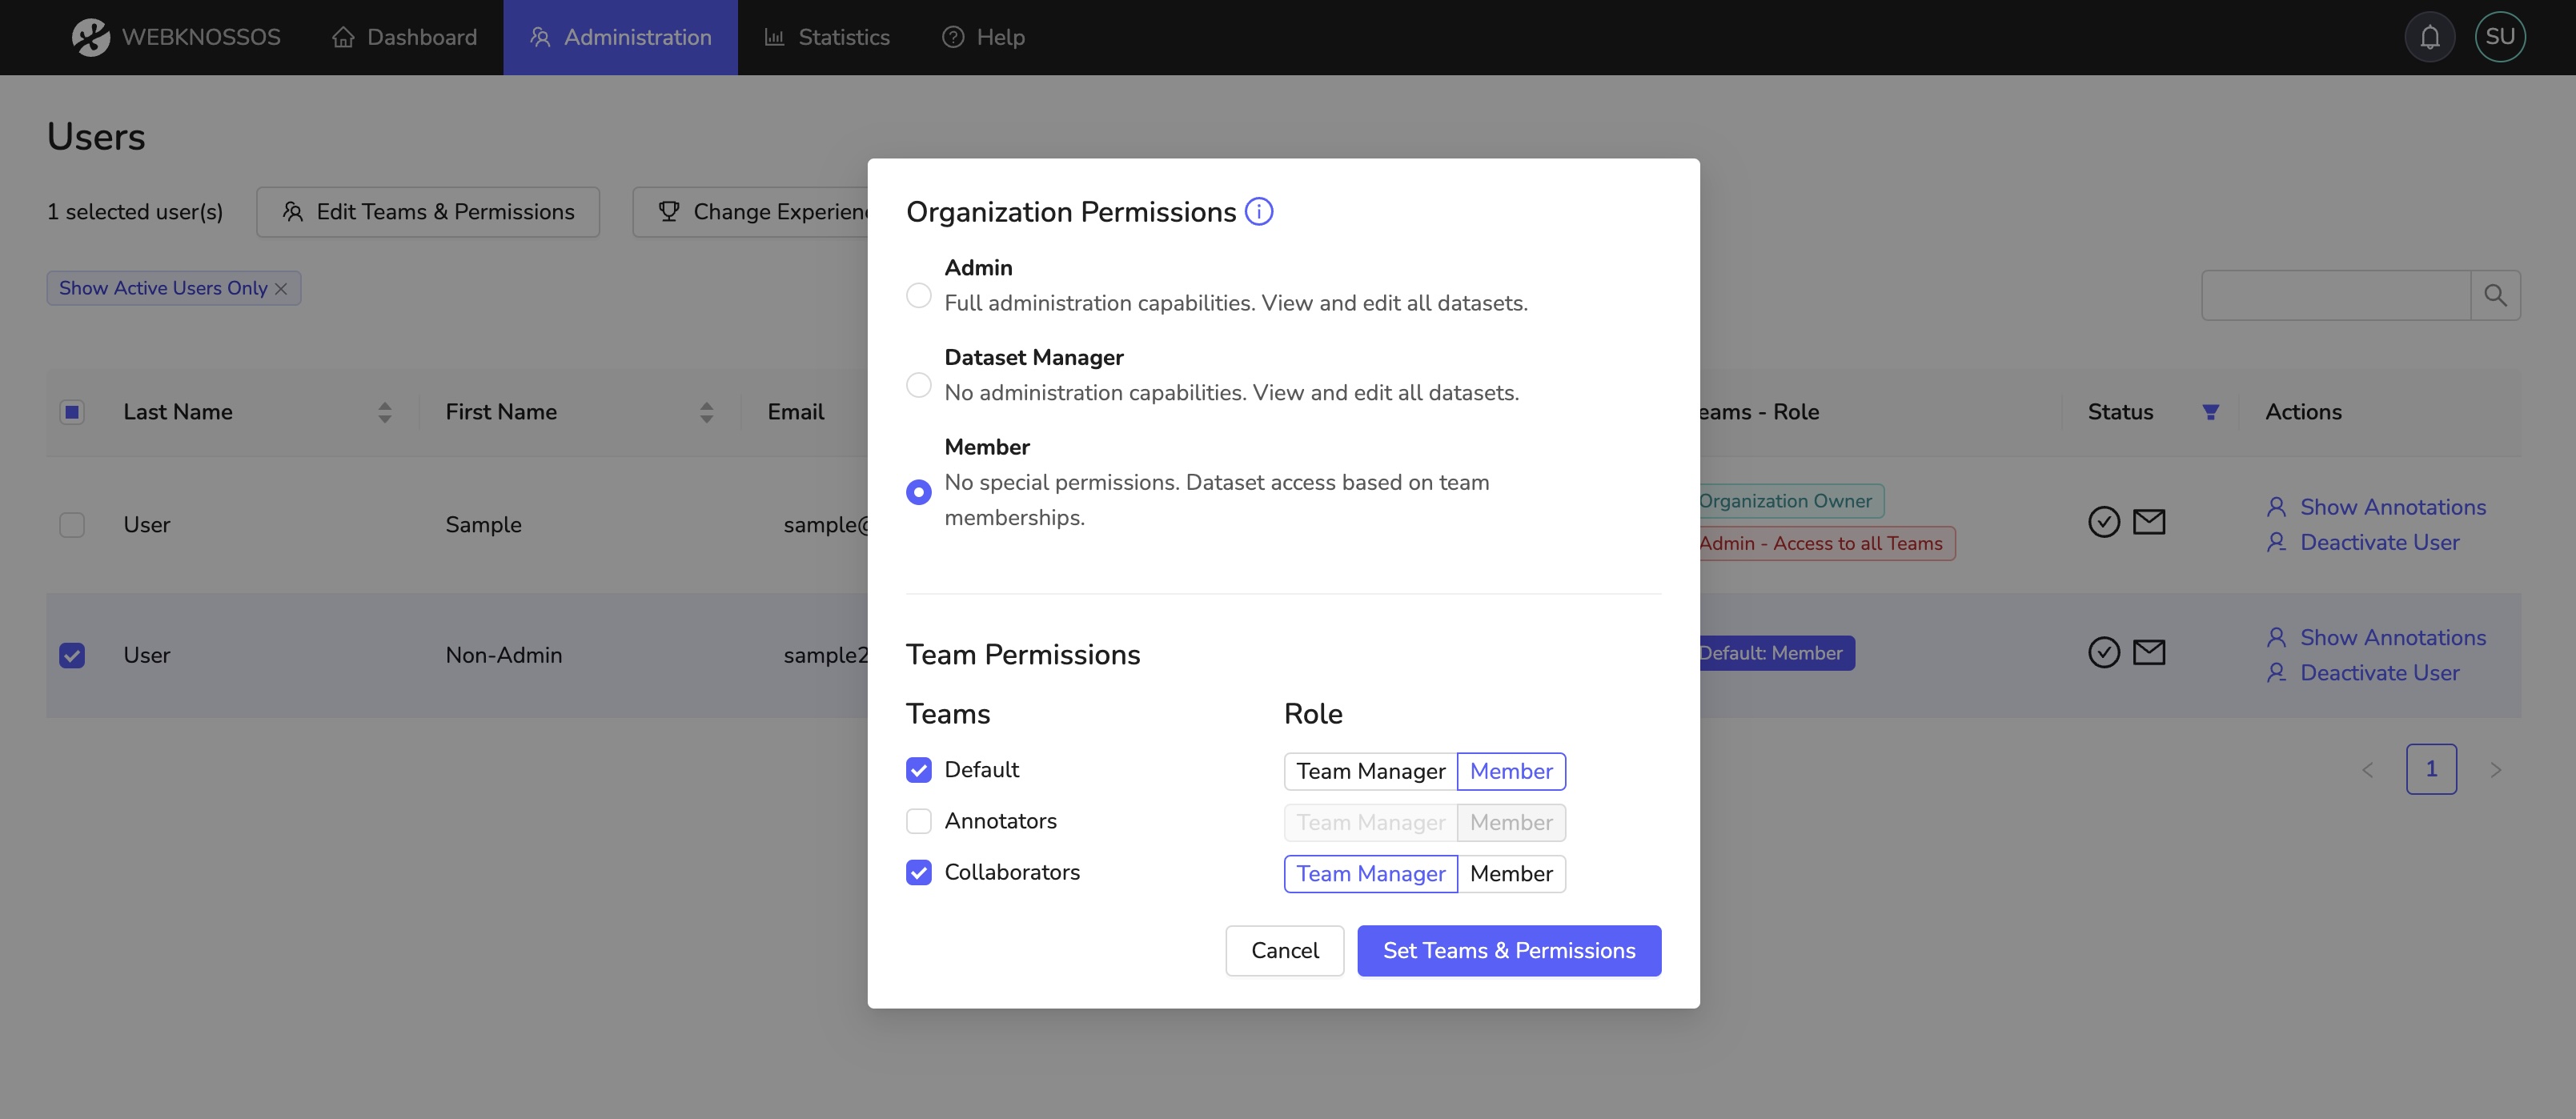 WEBKNOSSOS Dashboard Administration Statistics Help SU
Users
1 selected user(s) Edit Teams & Permissions Change Experien
Show Active Users Only
Last Name First Name Email eams - Role Status Actions
User Sample sample@ Organization Owner Show Annotations
Admin - Access to all Teams Deactivate User
User Non-Admin sample2 Default: Member Show Annotations
Deactivate User
1
Organization Permissions
Admin
Full administration capabilities. View and edit all datasets.
Dataset Manager
No administration capabilities. View and edit all datasets.
Member
No special permissions. Dataset access based on team
memberships.
Team Permissions
Teams Role
Default Team Manager Member
Annotators Team Manager Member
Collaborators Team Manager Member
Cancel Set Teams & Permissions